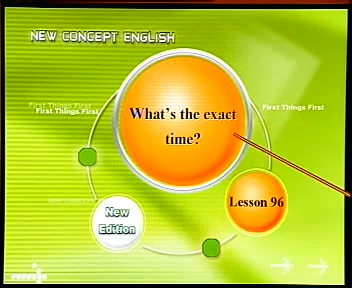 NEW CONCEPT ENGLISH
First Things First
First Things First
First Things First
What's the exact
time?
Lesson 96
New
Edition